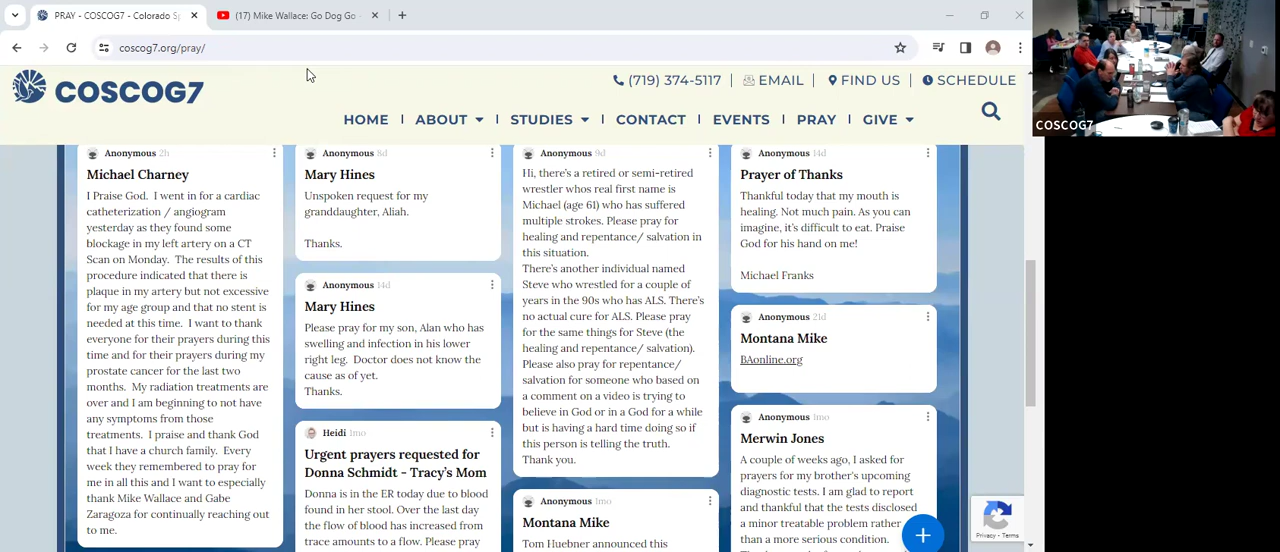 PRAY - COSCOG7 - Colorado Sp
(17) Mike Wallace: Go Dog Go
coscog7.org/pray/
COSCOG7
(719) 374-5117 | EMAIL | FIND US | SCHEDULE
HOME | ABOUT | STUDIES | CONTACT | EVENTS | PRAY | GIVE
Anonymous 2h
Michael Charney
I Praise God. I went in for a cardiac
catheterization / angiogram
yesterday as they found some
blockage in my left artery on a CT
Scan on Monday. The results of this
procedure indicated that there is
plaque in my artery but not excessive
for my age group and that no stent is
needed at this time. I want to thank
everyone for their prayers during this
time and for their prayers during my
prostate cancer for the last two
months. My radiation treatments are
over and I am beginning to not have
any symptoms from those
treatments. I praise and thank God
that I have a church family. Every
week they remembered to pray for
me in all this and I want to especially
thank Mike Wallace and Gabe
Zaragoza for continually reaching out
to me.
Anonymous 8d
Mary Hines
Unspoken request for my
granddaughter, Aliah.
Thanks.
Anonymous 14d
Mary Hines
Please pray for my son, Alan who has
swelling and infection in his lower
right leg. Doctor does not know the
cause as of yet.
Thanks.
Heidi 1mo
Urgent prayers requested for
Donna Schmidt - Tracy's Mom
Donna is in the ER today due to blood
found in her stool. Over the last day
the flow of blood has increased from
trace amounts to a flow. Please pray
Anonymous 9d
Hi, there's a retired or semi-retired
wrestler whos real first name is
Michael (age 61) who has suffered
multiple strokes. Please pray for
healing and repentance/ salvation in
this situation.
There's another individual named
Steve who wrestled for a couple of
years in the 90s who has ALS. There's
no actual cure for ALS. Please pray
for the same things for Steve (the
healing and repentance/ salvation).
Please also pray for repentance/
salvation for someone who based on
a comment on a video is trying to
believe in God or in a God for a while
but is having a hard time doing so if
this person is telling the truth.
Thank you.
Anonymous 1mo
Montana Mike
Tom Huebner announced this
Anonymous 14d
Prayer of Thanks
Thankful today that my mouth is
healing. Not much pain. As you can
imagine, it's difficult to eat. Praise
God for his hand on me!
Michael Franks
Anonymous 21d
Montana Mike
BAonline.org
Anonymous 1mo
Merwin Jones
A couple of weeks ago, I asked for
prayers for my brother's upcoming
diagnostic tests. I am glad to report
and thankful that the tests disclosed
a minor treatable problem rather
than a more serious condition.
Privacy - Terms
COSCOG7